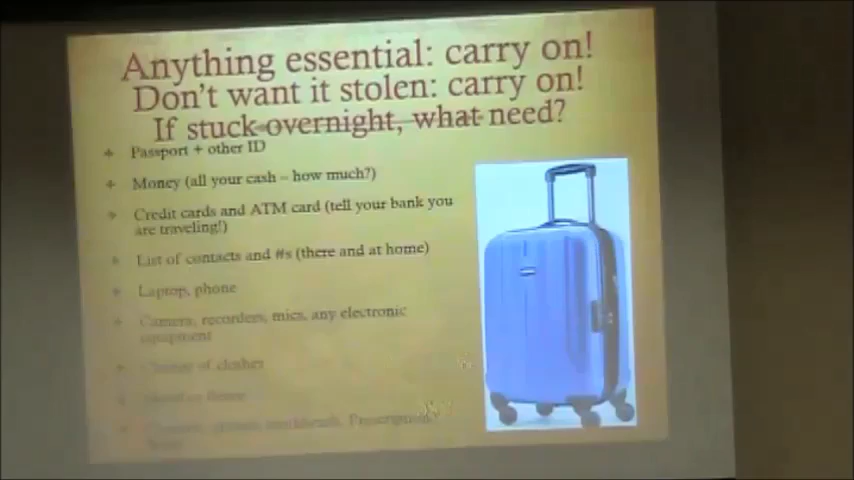 Anything essential: carry on!
Don't want it stolen: carry on!
If stuck overnight, what need?
Passport + other ID
Money (all your cash – how much?)
Credit cards and ATM card (tell your bank you
are traveling!)
List of contacts and #s (there and at home)
Laptop, phone
Camera, recorders, mics, any electronic
equipment
Change of clothes